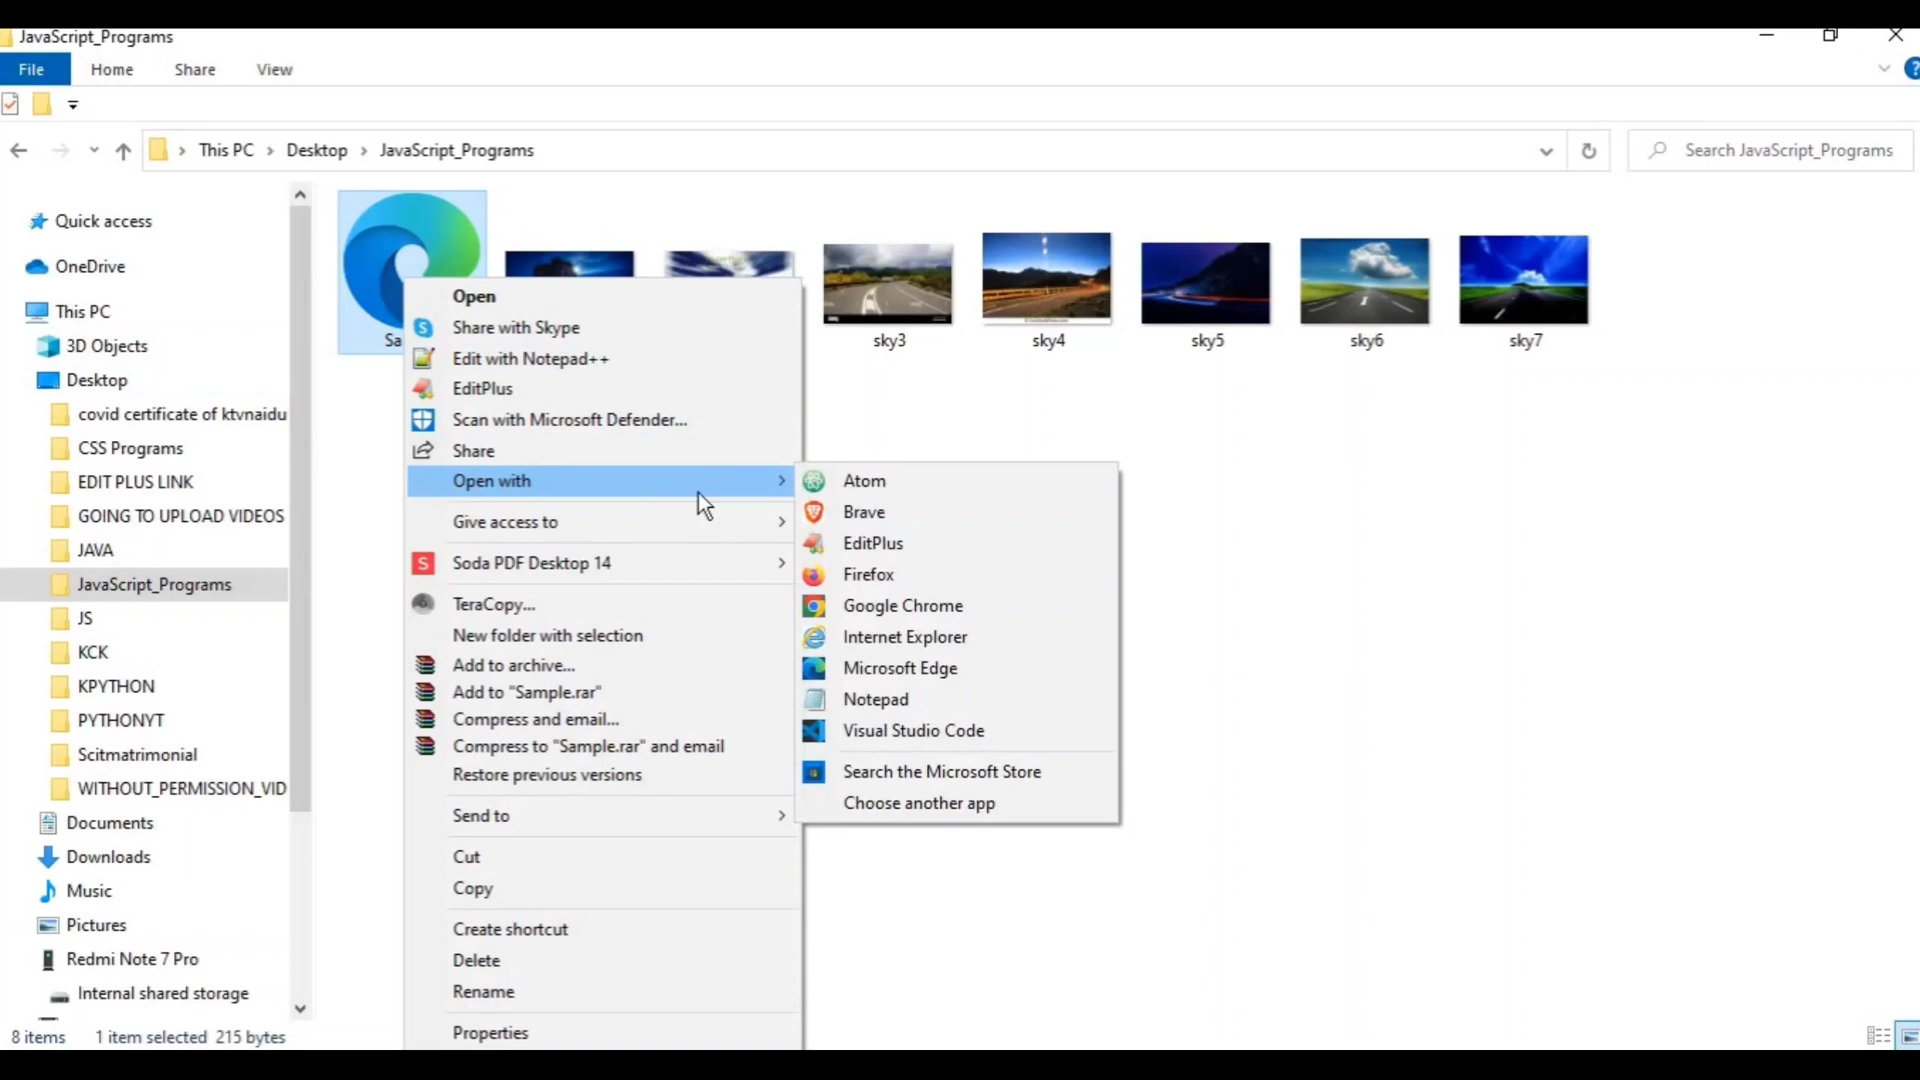 JavaScript_Programs
File
Home
Share
View
This PC
Desktop
JavaScript_Programs
Search JavaScript_Programs
Quick access
OneDrive
This PC
3D Objects
Desktop
covid certificate of ktvnaidu
CSS Programs
EDIT PLUS LINK
GOING TO UPLOAD VIDEOS
JAVA
JavaScript_Programs
JS
KCK
KPYTHON
PYTHONYT
Scitmatrimonial
WITHOUT_PERMISSION_VID
Documents
Downloads
Music
Pictures
Redmi Note 7 Pro
Internal shared storage
Sa
sky3
sky4
sky5
sky6
sky7
Open
Share with Skype
Edit with Notepad++
EditPlus
Scan with Microsoft Defender...
Share
Open with
Give access to
Soda PDF Desktop 14
TeraCopy...
New folder with selection
Add to archive...
Add to "Sample.rar"
Compress and email...
Compress to "Sample.rar" and email
Restore previous versions
Send to
Cut
Copy
Create shortcut
Delete
Rename
Properties
Atom
Brave
EditPlus
Firefox
Google Chrome
Internet Explorer
Microsoft Edge
Notepad
Visual Studio Code
Search the Microsoft Store
Choose another app
8 items
1 item selected 215 bytes